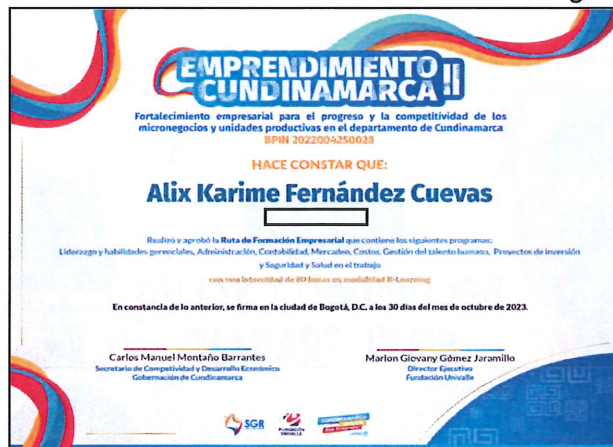 EMPRENDIMIENTO
CUNDINAMARCA II
Fortalecimiento empresarial para el progreso y la competitividad de los
micronegocios y unidades productivas en el departamento de Cundinamarca
BPIN 2022004250028
HACE CONSTAR QUE:
Alix Karime Fernández Cuevas
Realizó y aprobó la Ruta de Formación Empresarial que contiene los siguientes programas:
Liderazgo y habilidades gerenciales, Administración, Contabilidad, Mercadeo, Costos, Gestión del talento humano, Proyectos de inversión
y Seguridad y Salud en el trabajo
con una intensidad de 80 horas en modalidad B-Learning
En constancia de lo anterior, se firma en la ciudad de Bogotá, D.C. a los 30 días del mes de octubre de 2023.
Carlos Manuel Montaño Barrantes
Secretario de Competividad y Desarrollo Económico
Gobernación de Cundinamarca
Marlon Giovany Gómez Jaramillo
Director Ejecutivo
Fundación Univalle
SGR
FUNDACIÓN
UNIVALLE
CUNDINAMARCA